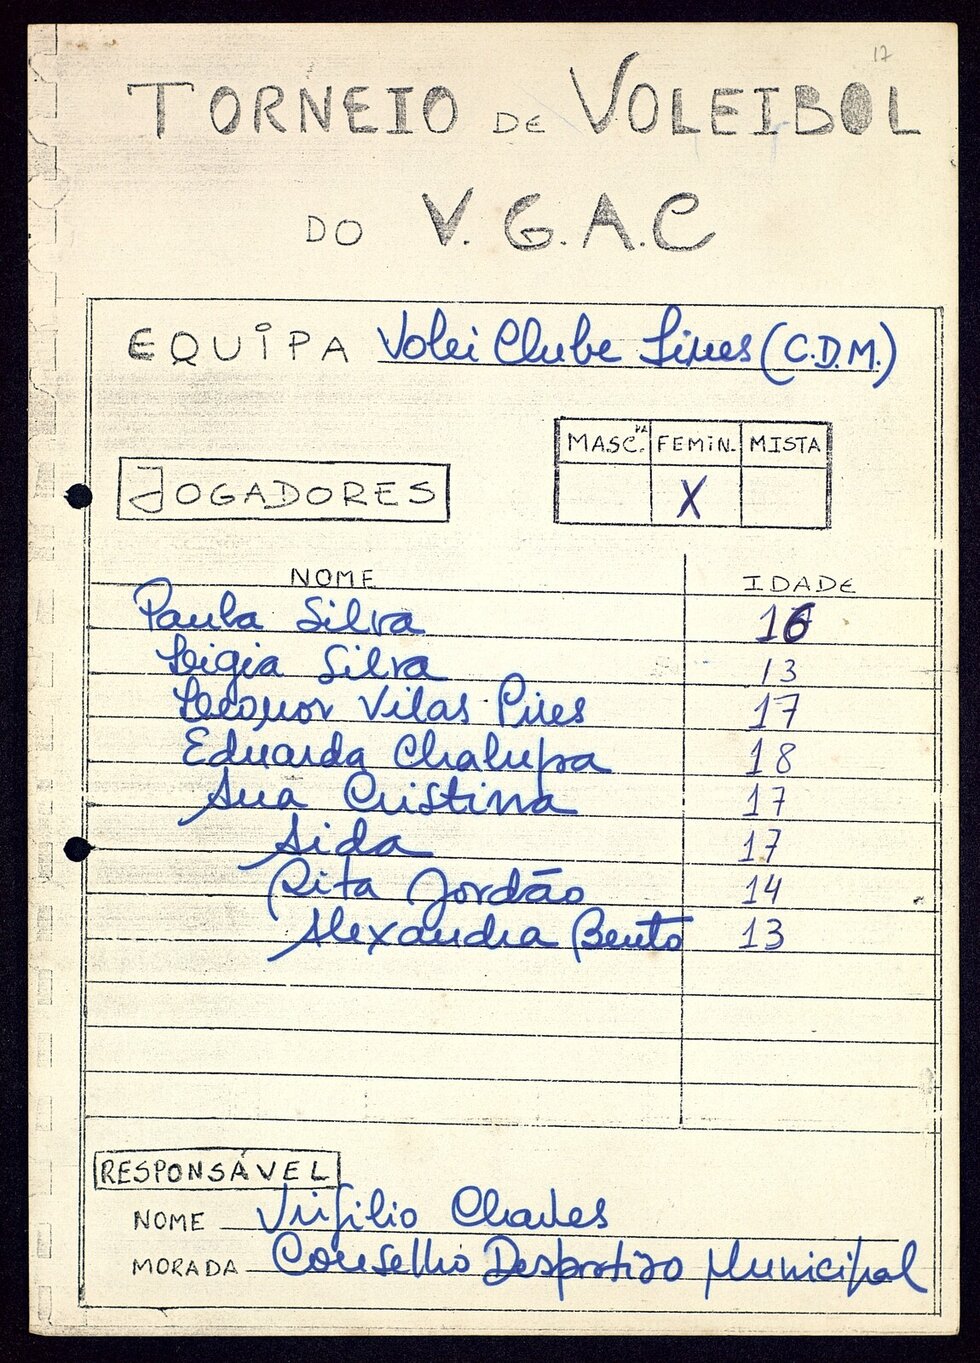 17
TORNEIO DE VOLEIBOL
DO V.G.A.C
EQUIPA Volei Clube Sines (C.D.M.)
MASC. FEMIN. MISTA
X
JOGADORES
NOME IDADE
Paula Silva 16
Ligia Silva 13
Leonor Vilas Pires 17
Eduarda Chalupa 18
Ana Cristina 17
Aida 17
Rita Jordão 14
Alexandra Bento 13
RESPONSÁVEL
NOME Virgilio Chaves
MORADA Conselho Desportivo Municipal